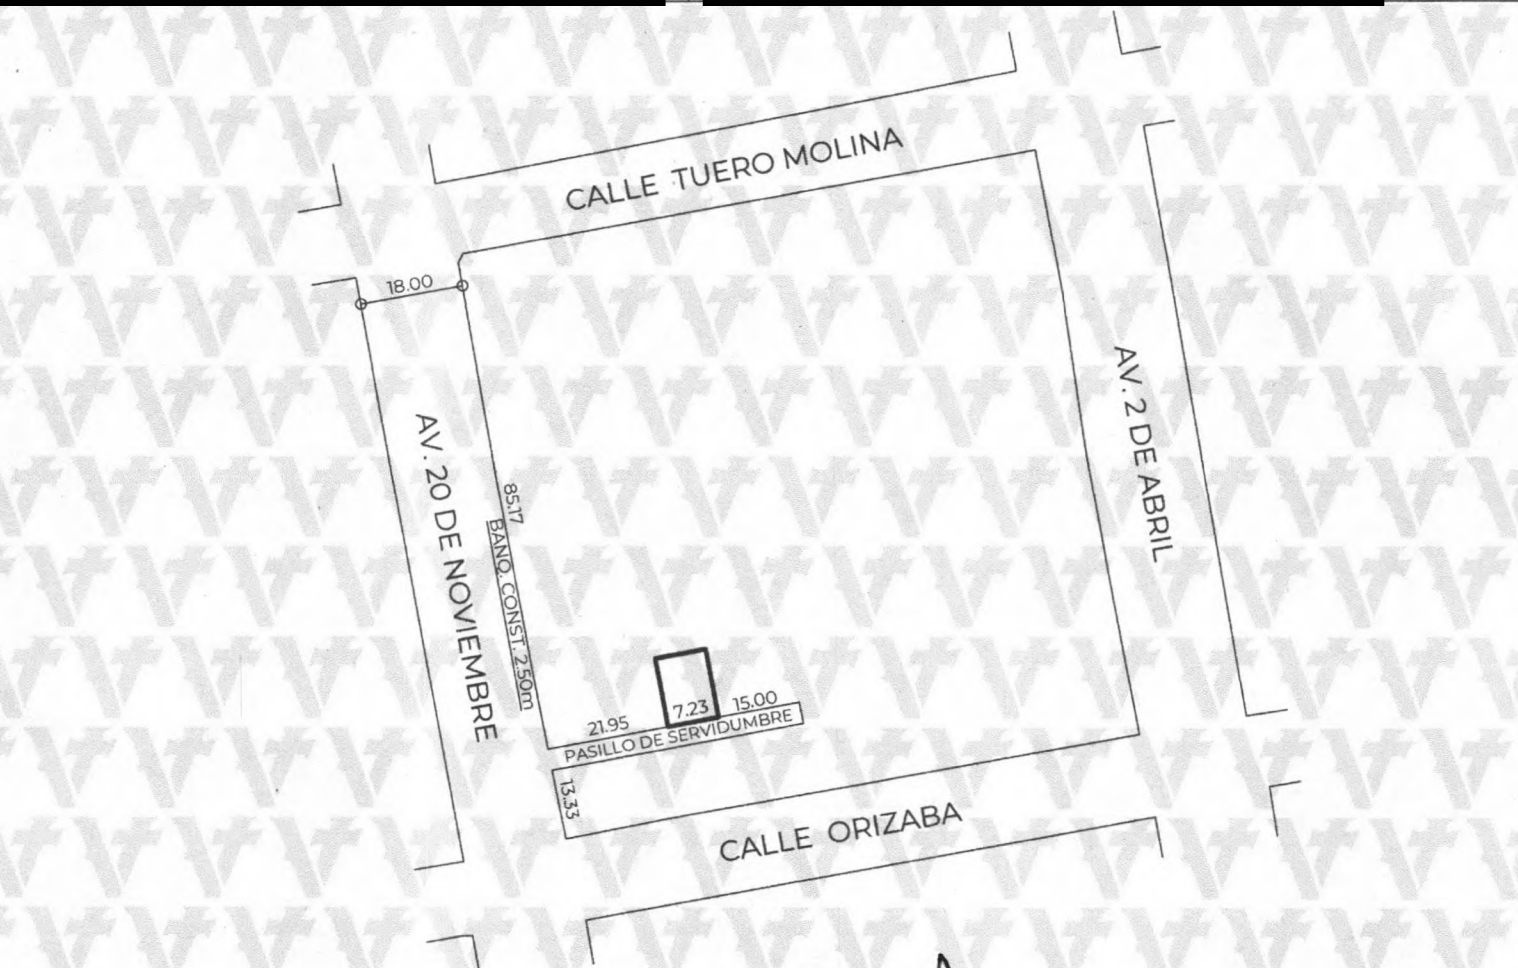 CALLE TUERO MOLINA
18.00
AV. 20 DE NOVIEMBRE
85.17
BANQ. CONST. 2.50m
AV. 2 DE ABRIL
21.95
7.23
15.00
PASILLO DE SERVIDUMBRE
13.33
CALLE ORIZABA